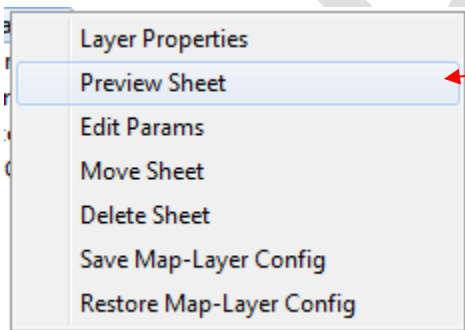 Layer Properties
Preview Sheet
Edit Params
Move Sheet
Delete Sheet
Save Map-Layer Config
Restore Map-Layer Config